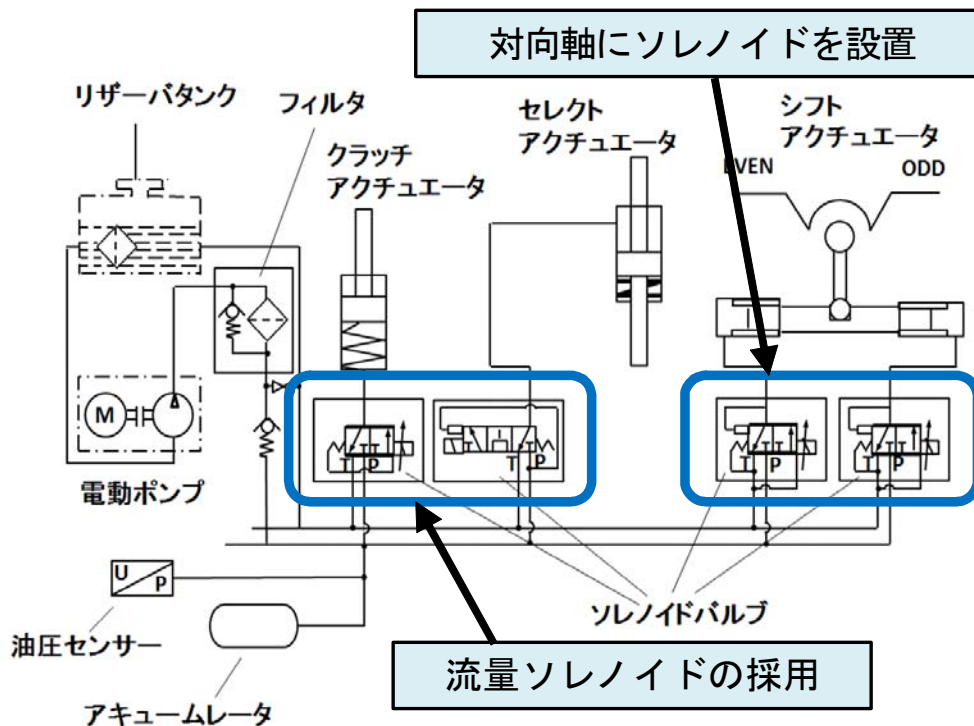 対向軸にソレノイドを設置
リザーバタンク
フィルタ
クラッチ
アクチュエータ
セレクト
アクチュエータ
シフト
アクチュエータ
EVEN
ODD
M
電動ポンプ
T P
T P
T P
T P
U
P
油圧センサー
アキュームレータ
ソレノイドバルブ
流量ソレノイドの採用